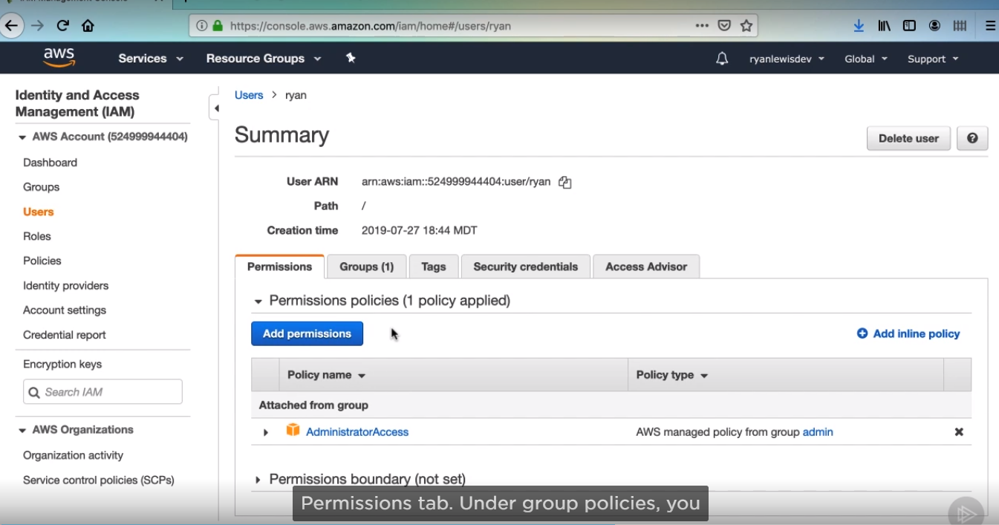 https://console.aws.amazon.com/iam/home#/users/ryan
aws
Services
Resource Groups
ryanlewisdev
Global
Support
Identity and Access
Management (IAM)
AWS Account (524999944404)
Dashboard
Groups
Users
Roles
Policies
Identity providers
Account settings
Credential report
Encryption keys
Search IAM
AWS Organizations
Organization activity
Service control policies (SCPs)
Users > ryan
Summary
Delete user
User ARN arn:aws:iam::524999944404:user/ryan
Path /
Creation time 2019-07-27 18:44 MDT
Permissions
Groups (1)
Tags
Security credentials
Access Advisor
Permissions policies (1 policy applied)
Add permissions
Add inline policy
Policy name
Policy type
Attached from group
AdministratorAccess
AWS managed policy from group admin
Permissions boundary (not set)
Permissions tab. Under group policies, you